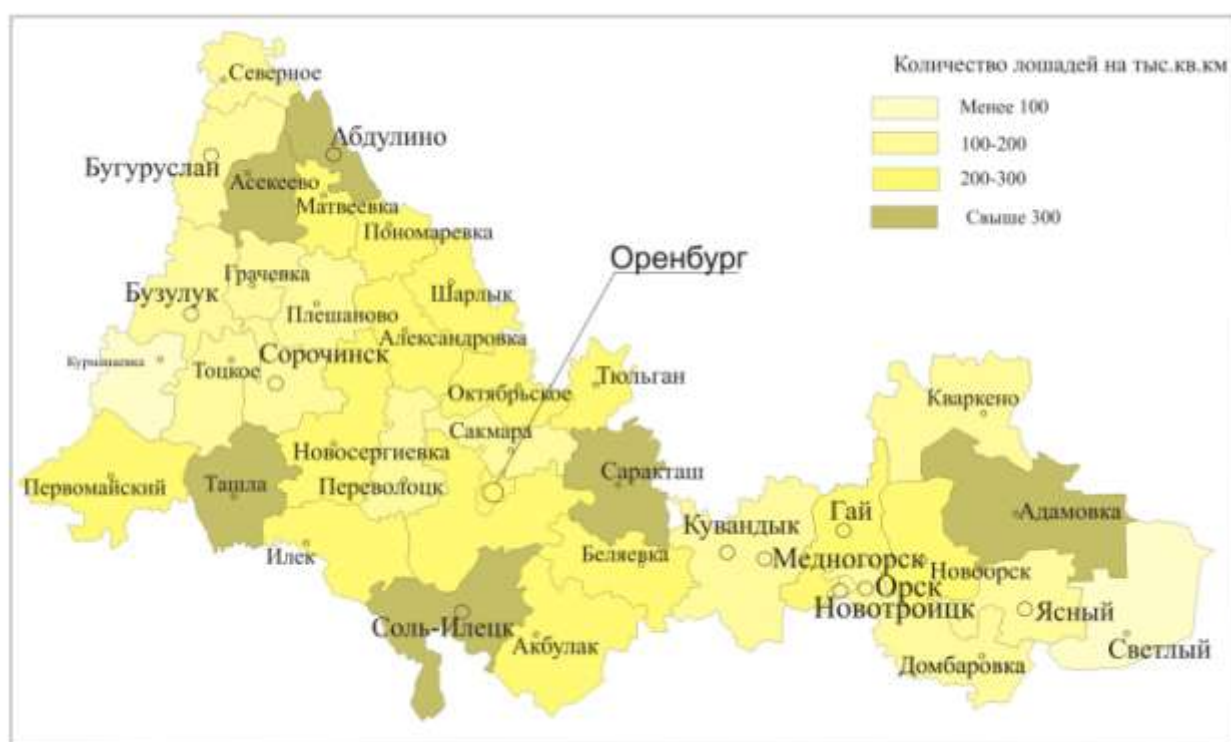 Количество лошадей на тыс.кв.км
Менее 100
100-200
200-300
Свыше 300
Северное
Абдулино
Бугуруслан
Асекеево
Матвеевка
Пономаревка
Оренбург
Грачевка
Бузулук
Шарлык
Плешаново
Александровка
Курманаевка
Тоцкое
Сорочинск
Октябрьское
Тюльган
Кваркено
Сакмара
Новосергиевка
Саракташ
Первомайский
Ташла
Переволоцк
Адамовка
Гай
Кувандык
Илек
Беляевка
Медногорск
Новоорск
Орск
Новотроицк
Ясный
Соль-Илецк
Акбулак
Светлый
Домбаровка